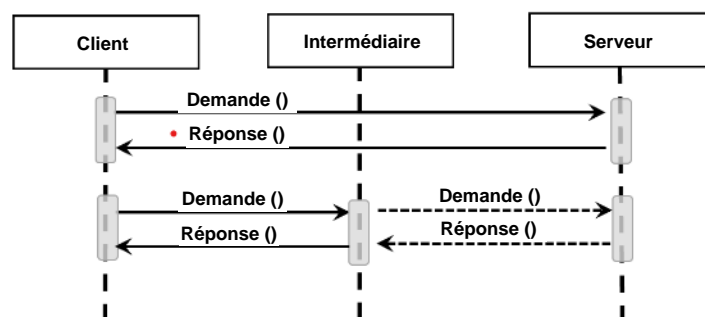 Client
Intermédiaire
Serveur
Demande ()
Réponse ()
Demande ()
Demande ()
Réponse ()
Réponse ()